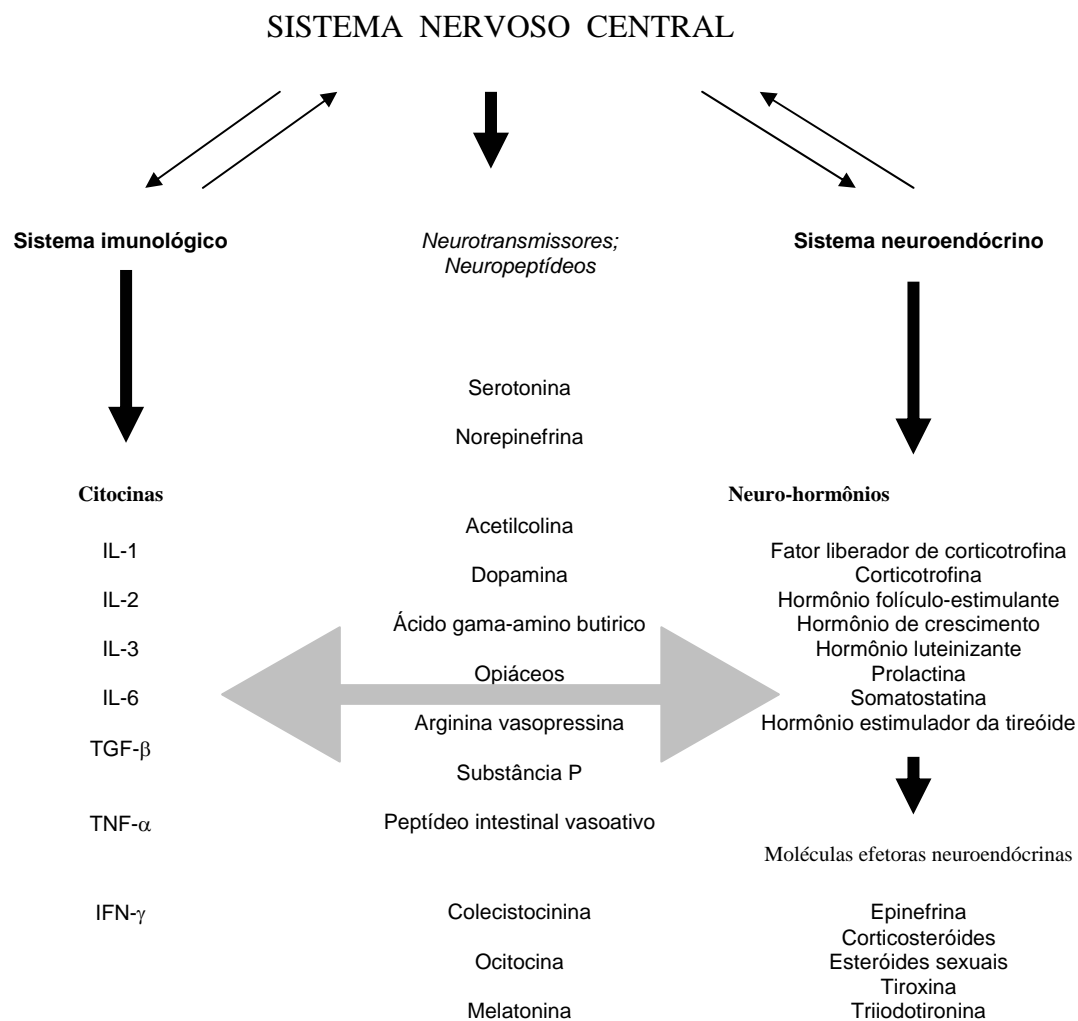 SISTEMA NERVOSO CENTRAL
Sistema imunológico
Neurotransmissores;
Neuropeptídeos
Sistema neuroendócrino
Serotonina
Norepinefrina
Citocinas
IL-1
IL-2
IL-3
IL-6
TGF-β
TNF-α
IFN-γ
Acetilcolina
Dopamina
Ácido gama-amino butirico
Opiáceos
Arginina vasopressina
Substância P
Peptídeo intestinal vasoativo
Colecistocinina
Ocitocina
Melatonina
Neuro-hormônios
Fator liberador de corticotrofina
Corticotrofina
Hormônio folículo-estimulante
Hormônio de crescimento
Hormônio luteinizante
Prolactina
Somatostatina
Hormônio estimulador da tireóide
Moléculas efetoras neuroendócrinas
Epinefrina
Corticosteróides
Esteróides sexuais
Tiroxina
Triiodotironina